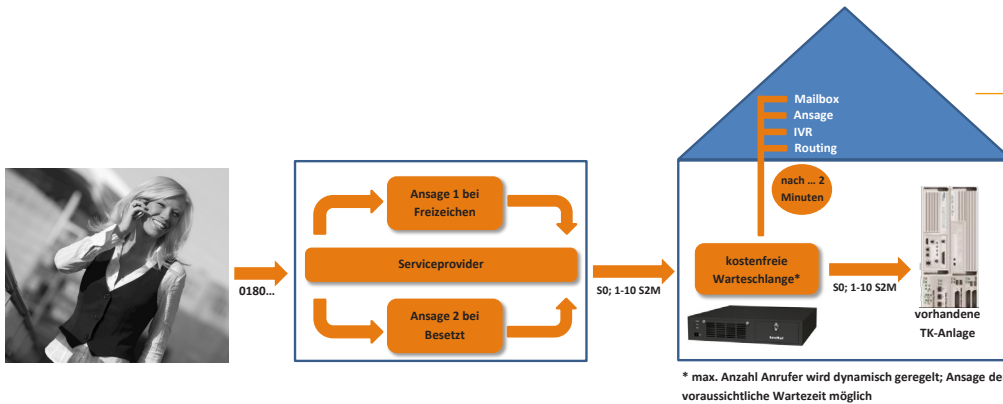 Mailbox
Ansage
IVR
Routing
nach ... 2
Minuten
Ansage 1 bei
Freizeichen
Serviceprovider
Ansage 2 bei
Besetzt
0180...
S0; 1-10 S2M
kostenfreie
Warteschlange*
S0; 1-10 S2M
vorhandene
TK-Anlage
* max. Anzahl Anrufer wird dynamisch geregelt; Ansage de
voraussichtliche Wartezeit möglich